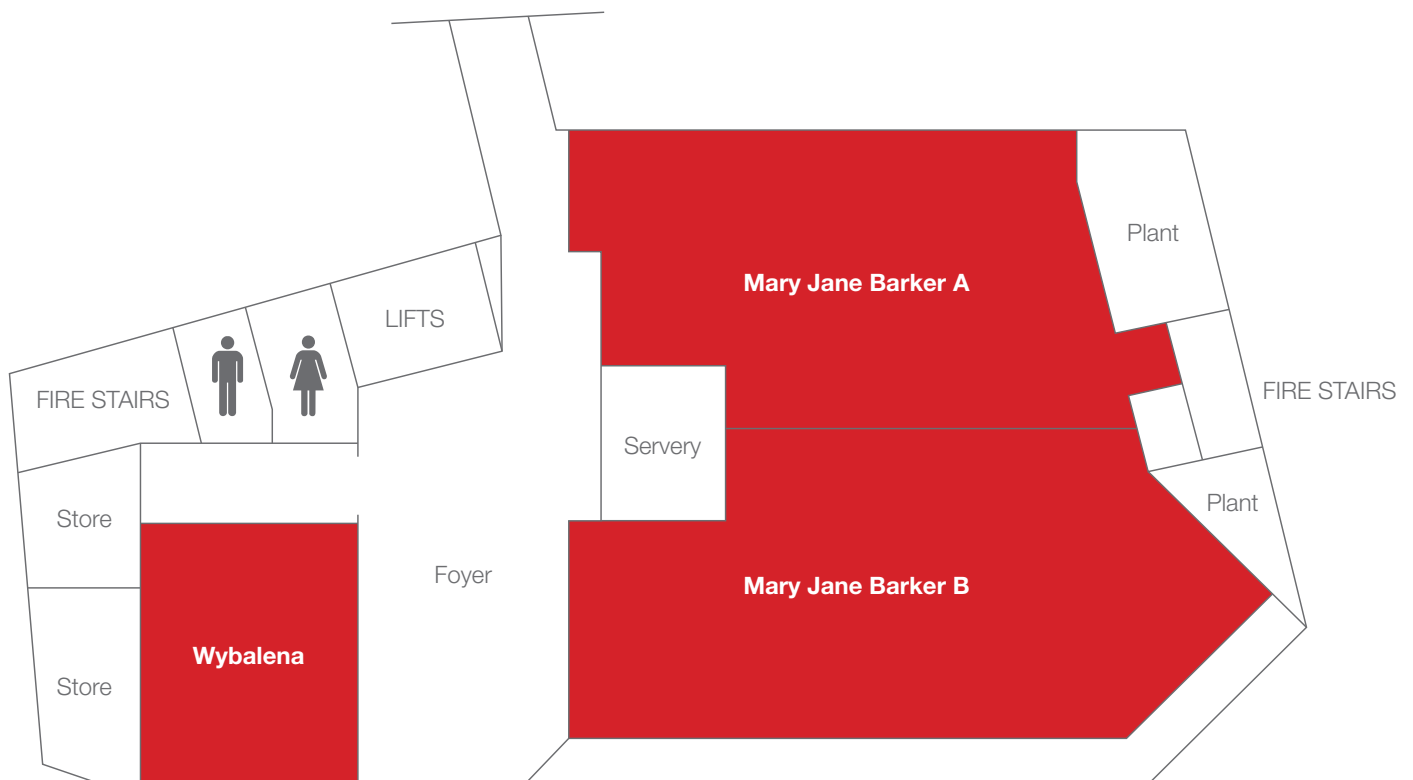 Plant
Mary Jane Barker A
LIFTS
FIRE STAIRS
FIRE STAIRS
Servery
Plant
Store
Foyer
Mary Jane Barker B
Wybalena
Store